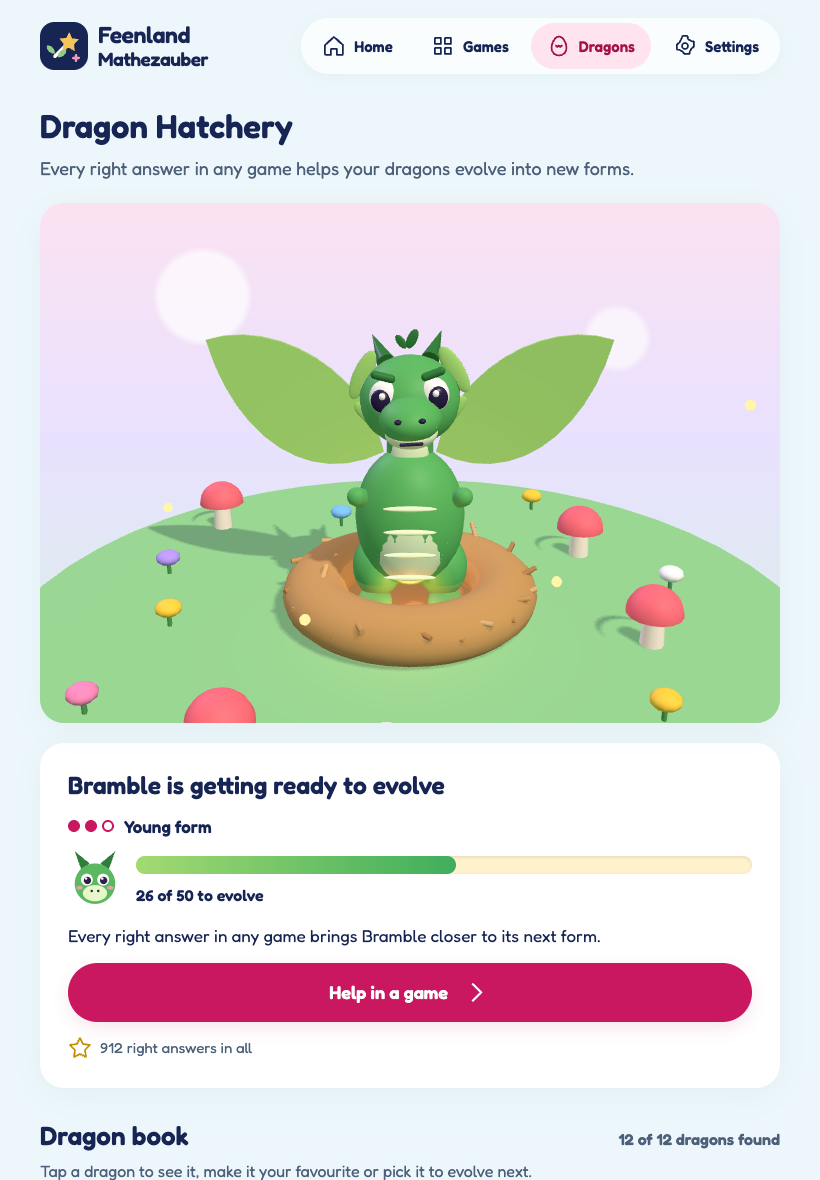 Feenland
Mathezauber
Home
Games
Dragons
Settings
Dragon Hatchery
Every right answer in any game helps your dragons evolve into new forms.
Bramble is getting ready to evolve
Young form
26 of 50 to evolve
Every right answer in any game brings Bramble closer to its next form.
Help in a game
912 right answers in all
Dragon book
12 of 12 dragons found
Tap a dragon to see it, make it your favourite or pick it to evolve next.